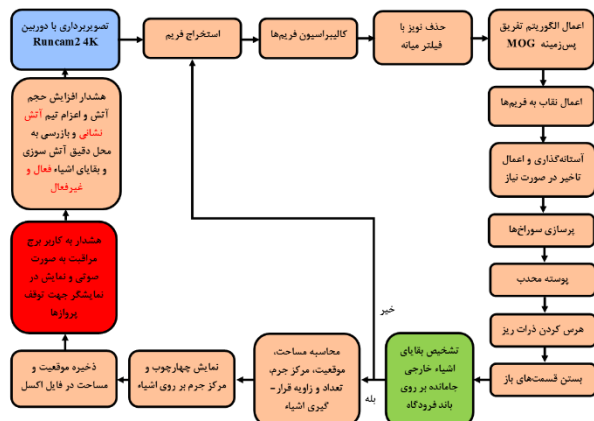 تصویربرداری با دوربین
Runcam2 4K
استخراج فریم
کالیبراسیون فریم‌ها
حذف نویز با
فیلتر میانه
اعمال الگوریتم تفریق
پس‌زمینه MOG
اعمال نقاب به فریم‌ها
آستانه‌گذاری و اعمال
تاخیر در صورت نیاز
پرسازی سوراخ‌ها
پوسته محدب
هرس کردن ذرات ریز
بستن قسمت‌های باز
تشخیص بقایای
اشیاء خارجی
جامانده بر روی
باند فرودگاه
خیر
بله
محاسبه مساحت،
موقعیت، مرکز جرم،
تعداد و زاویه قرار-
گیری اشیاء
نمایش چهارچوب و
مرکز جرم بر روی اشیاء
ذخیره موقعیت و
مساحت در فایل اکسل
هشدار به کاربر برج
مراقبت به صورت
صوتی و نمایش در
نمایشگر جهت توقف
پروازها
هشدار افزایش حجم
آتش و اعزام تیم آتش
نشانی و بازرسی به
محل دقیق آتش سوزی
و بقایای اشیاء فعال و
غیرفعال